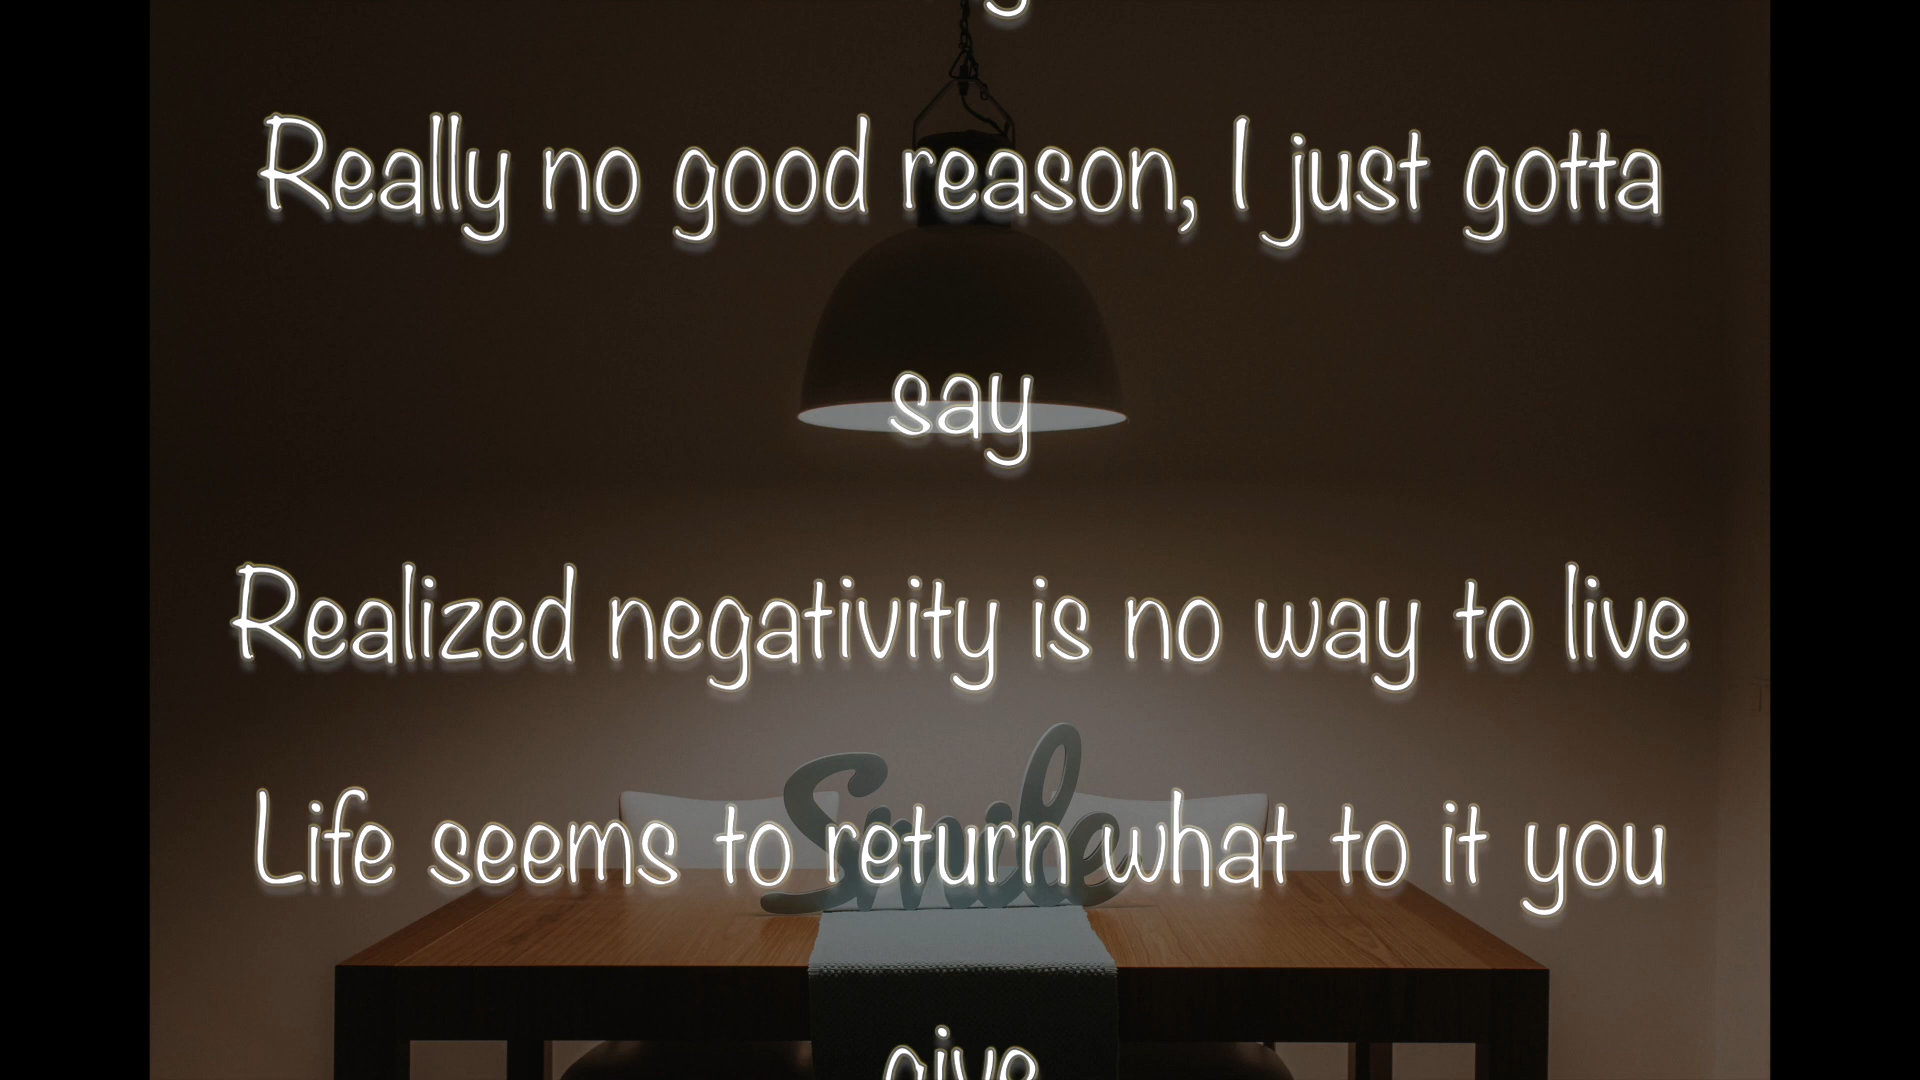 Really no good reason, I just gotta
say
Realized negativity is no way to live
Smile
Life seems to return what to it you
give